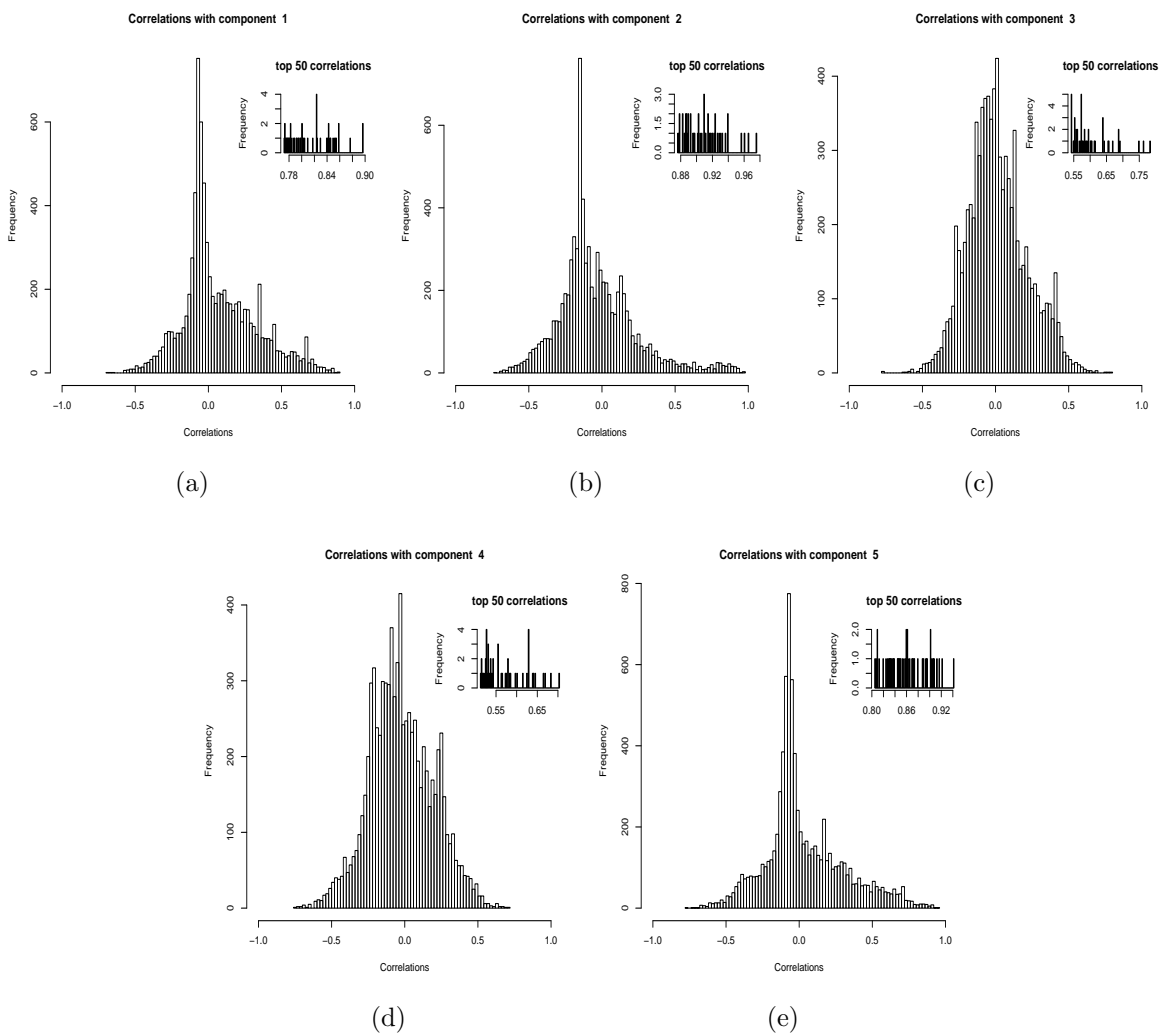 Correlations with component 1
top 50 correlations
Frequency
0 1 2 3 4
0.78 0.84 0.90
Frequency
0 200 400 600
−1.0 −0.5 0.0 0.5 1.0
Correlations
(a)
Correlations with component 2
top 50 correlations
Frequency
0.0 1.0 1.5 2.0 3.0
0.88 0.92 0.96
Frequency
0 200 400 600
−1.0 −0.5 0.0 0.5 1.0
Correlations
(b)
Correlations with component 3
top 50 correlations
Frequency
0 1 2 4 5
0.55 0.65 0.75
Frequency
0 100 200 300 400
−1.0 −0.5 0.0 0.5 1.0
Correlations
(c)
Correlations with component 4
top 50 correlations
Frequency
0 1 2 4
0.55 0.65
Frequency
0 100 200 300 400
−1.0 −0.5 0.0 0.5 1.0
Correlations
(d)
Correlations with component 5
top 50 correlations
Frequency
0.0 1.0 2.0
0.80 0.86 0.92
Frequency
0 200 400 600 800
−1.0 −0.5 0.0 0.5 1.0
Correlations
(e)